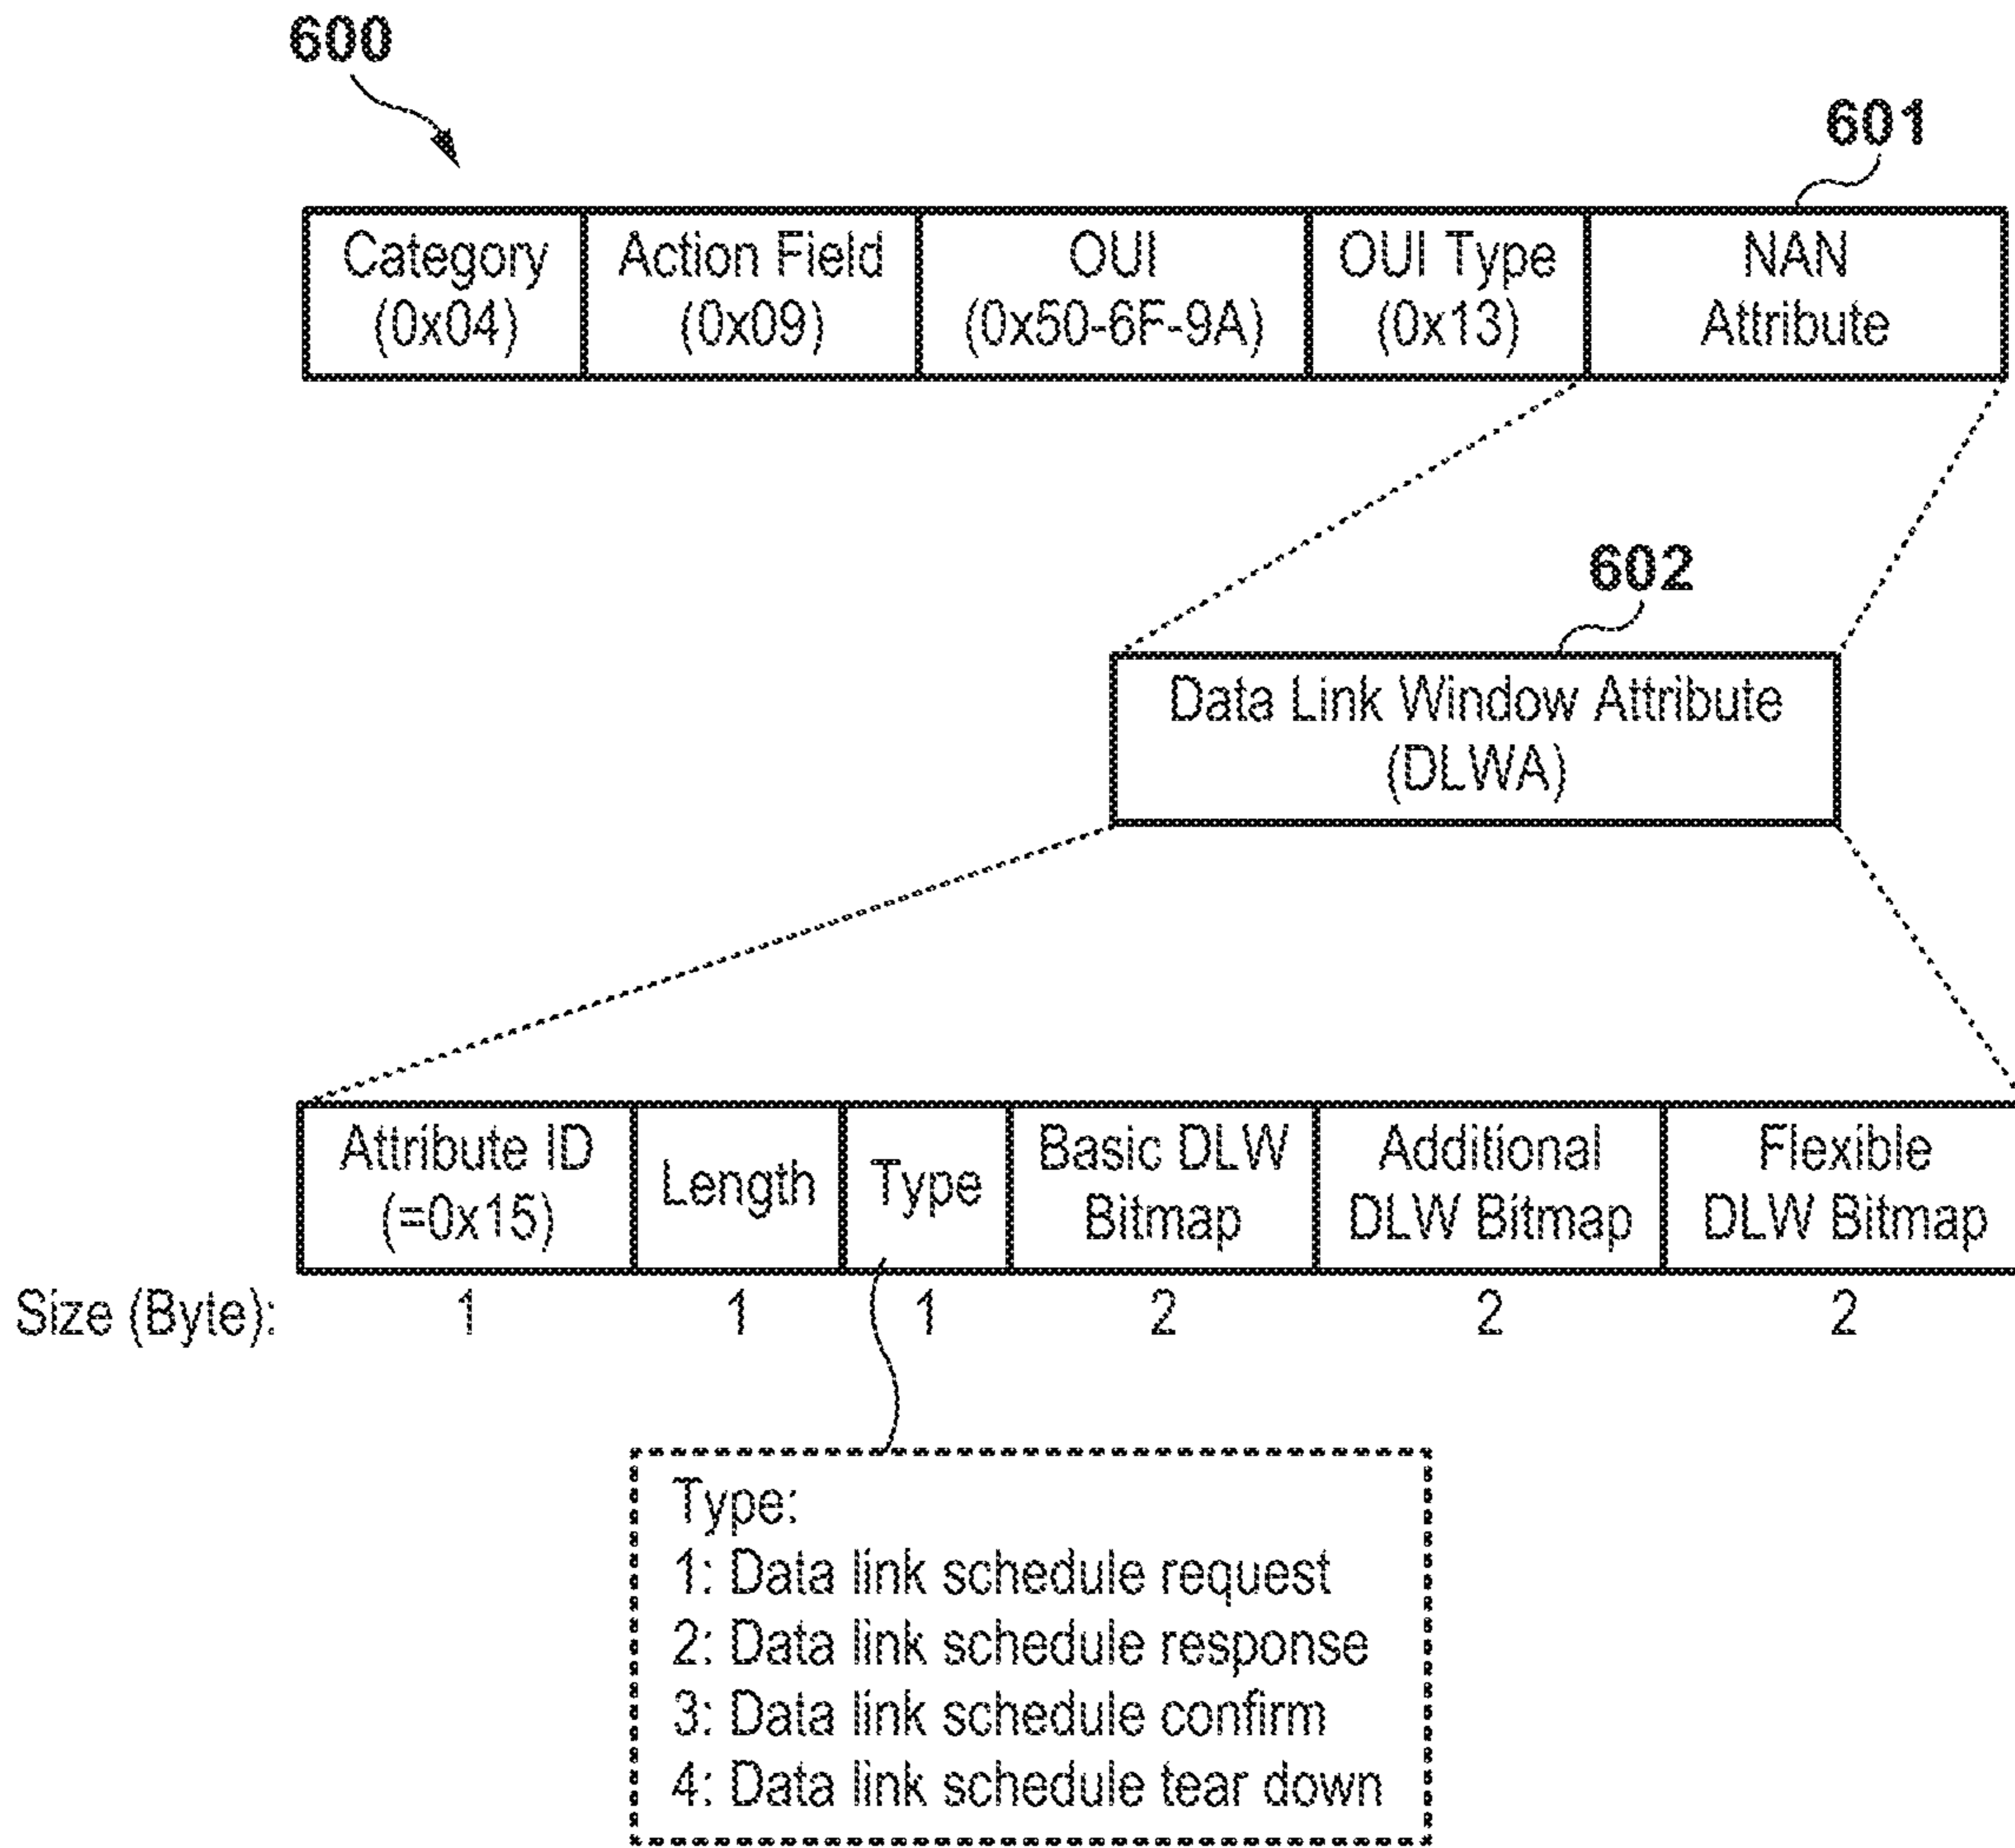 600
601
Category
(0x04)
Action Field
(0x09)
OUI
(0x50-6F-9A)
OUI Type
(0x13)
NAN
Attribute
602
Data Link Window Attribute
(DLWA)
Attribute ID
(=0x15)
Length
Type
Basic DLW
Bitmap
Additional
DLW Bitmap
Flexible
DLW Bitmap
Size (Byte): 1 1 1 2 2 2
Type:
1: Data link schedule request
2: Data link schedule response
3: Data link schedule confirm
4: Data link schedule tear down